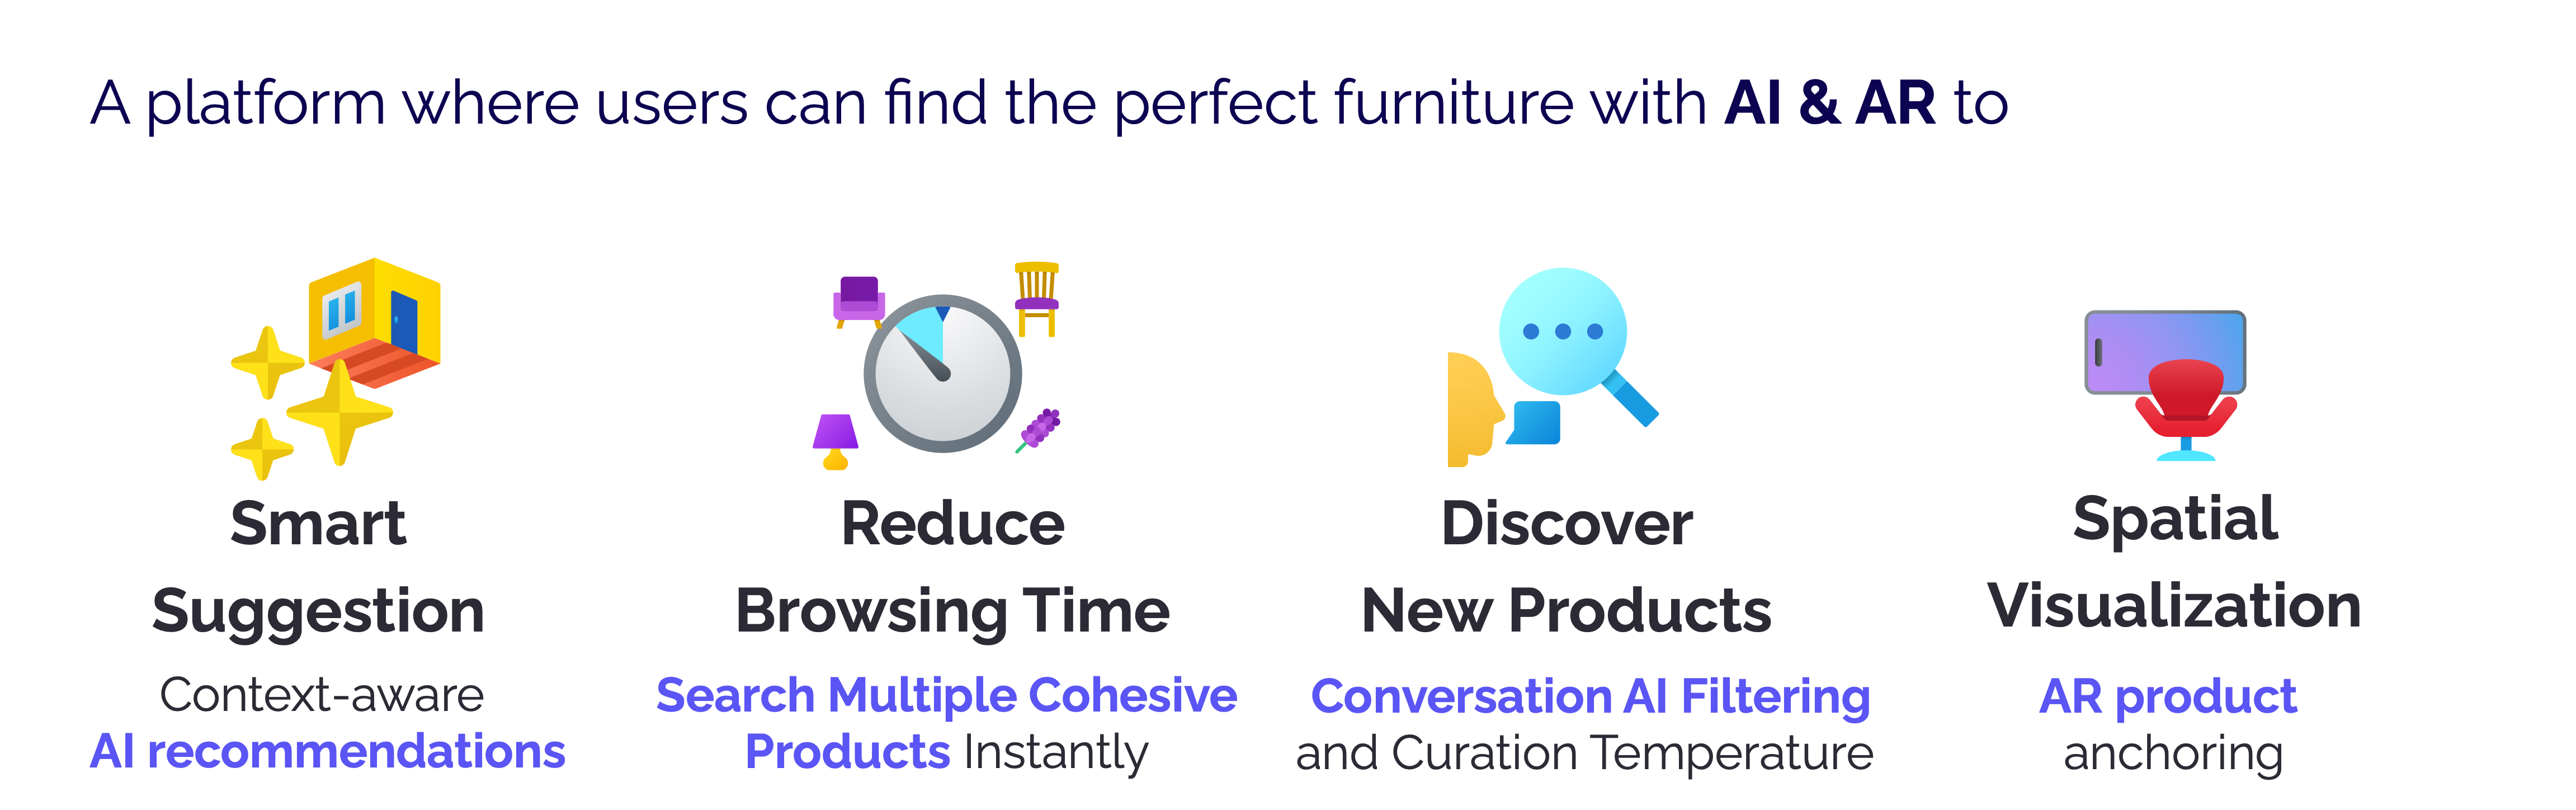 A platform where users can find the perfect furniture with AI & AR to
Smart
Suggestion
Context-aware
AI recommendations
Reduce
Browsing Time
Search Multiple Cohesive
Products Instantly
Discover
New Products
Conversation AI Filtering
and Curation Temperature
Spatial
Visualization
AR product
anchoring